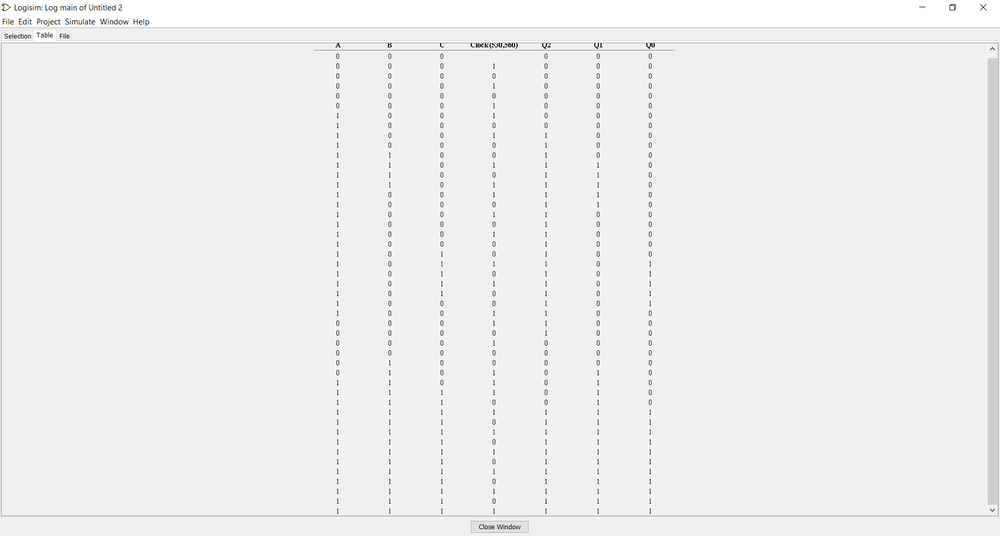 Logisim: Log main of Untitled 2
File Edit Project Simulate Window Help
Selection Table File
A B C Clock(530,560) Q2 Q1 Q0
0 0 0 0 0 0
0 0 0 1 0 0 0
0 0 0 0 0 0 0
0 0 0 1 0 0 0
0 0 0 0 0 0 0
0 0 0 1 0 0 0
1 0 0 1 0 0 0
1 0 0 0 0 0 0
1 0 0 1 1 0 0
1 0 0 0 1 0 0
1 1 0 0 1 0 0
1 1 0 1 1 1 0
1 1 0 0 1 1 0
1 1 0 1 1 1 0
1 0 0 1 1 1 0
1 0 0 0 1 1 0
1 0 0 1 1 0 0
1 0 0 0 1 0 0
1 0 0 1 1 0 0
1 0 0 0 1 0 0
1 0 1 0 1 0 0
1 0 1 1 1 0 1
1 0 1 0 1 0 1
1 0 1 1 1 0 1
1 0 1 0 1 0 1
1 0 0 0 1 0 1
1 0 0 1 1 0 0
0 0 0 1 1 0 0
0 0 0 0 1 0 0
0 0 0 1 0 0 0
0 0 0 0 0 0 0
0 1 0 0 0 0 0
0 1 0 1 0 1 0
1 1 0 1 0 1 0
1 1 1 1 0 1 0
1 1 1 0 0 1 0
1 1 1 1 1 1 1
1 1 1 0 1 1 1
1 1 1 1 1 1 1
1 1 1 0 1 1 1
1 1 1 1 1 1 1
1 1 1 0 1 1 1
1 1 1 1 1 1 1
1 1 1 0 1 1 1
1 1 1 1 1 1 1
1 1 1 0 1 1 1
1 1 1 1 1 1 1
Close Window